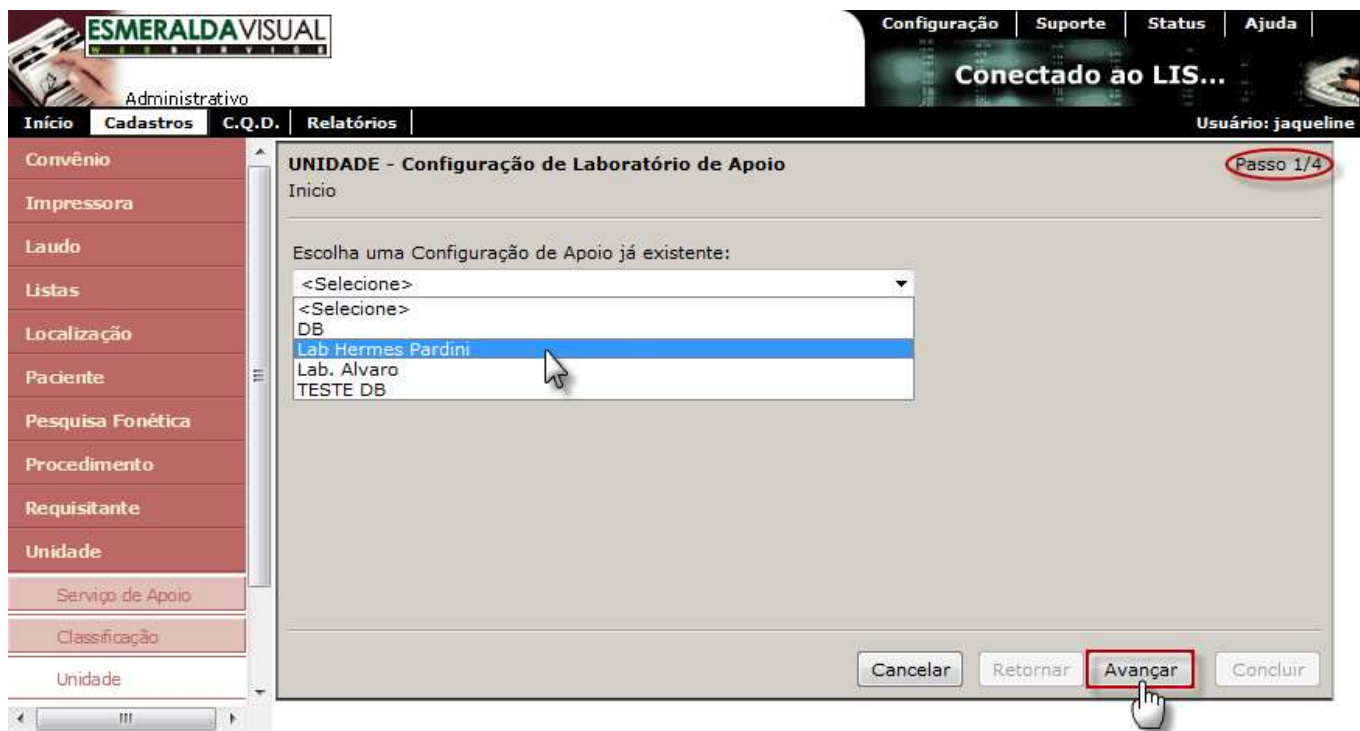 ESMERALDAVISUAL
WEBSERVICE
Administrativo
Configuração Suporte Status Ajuda
Conectado ao LIS...
Início Cadastros C.Q.D. Relatórios
Usuário: jaqueline
Convênio
Impressora
Laudo
Listas
Localização
Paciente
Pesquisa Fonética
Procedimento
Requisitante
Unidade
Serviço de Apoio
Classificação
Unidade
UNIDADE - Configuração de Laboratório de Apoio
Passo 1/4
Inicio
Escolha uma Configuração de Apoio já existente:
<Selecione>
<Selecione>
DB
Lab Hermes Pardini
Lab. Alvaro
TESTE DB
Cancelar Retornar Avançar Concluir